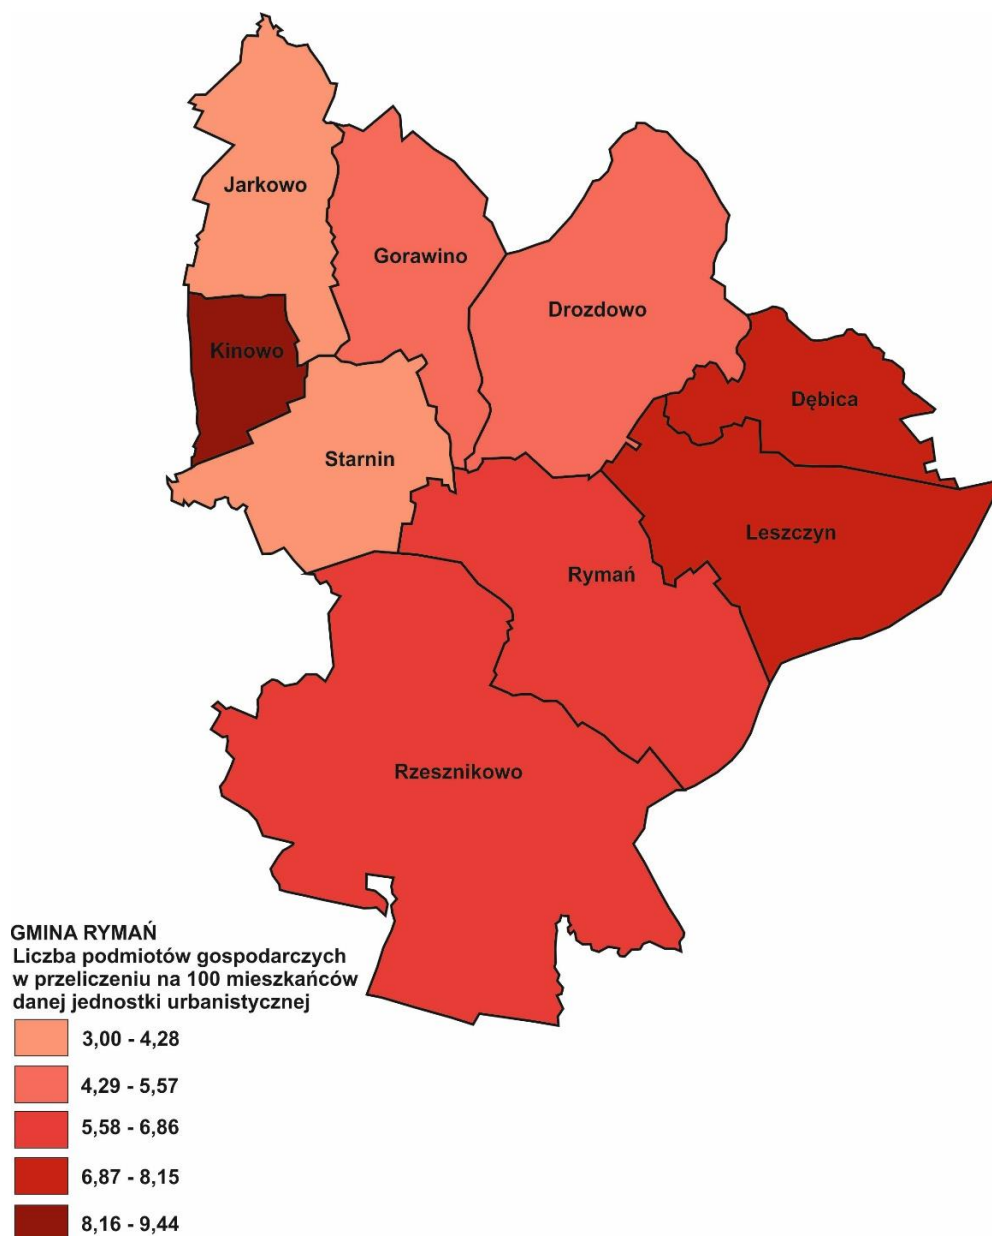 Jarkowo
Gorawino
Drozdowo
Kinowo
Dębica
Starnin
Leszczyn
Rymań
Rzesznikowo
GMINA RYMAŃ
Liczba podmiotów gospodarczych
w przeliczeniu na 100 mieszkańców
danej jednostki urbanistycznej
3,00 - 4,28
4,29 - 5,57
5,58 - 6,86
6,87 - 8,15
8,16 - 9,44